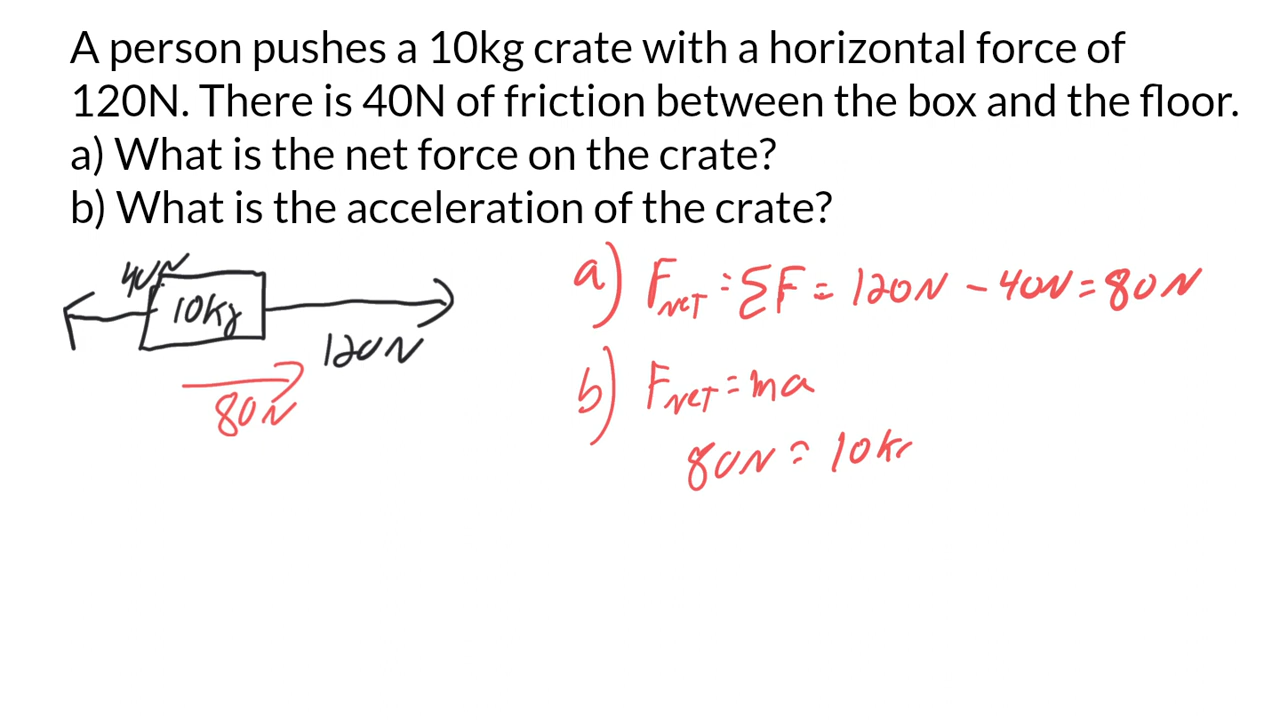 A person pushes a 10kg crate with a horizontal force of
120N. There is 40N of friction between the box and the floor.
a) What is the net force on the crate?
b) What is the acceleration of the crate?
40N
10kg
120N
80N
a) FNET = ΣF = 120N - 40N = 80N
b) FNET = ma
80N = 10k